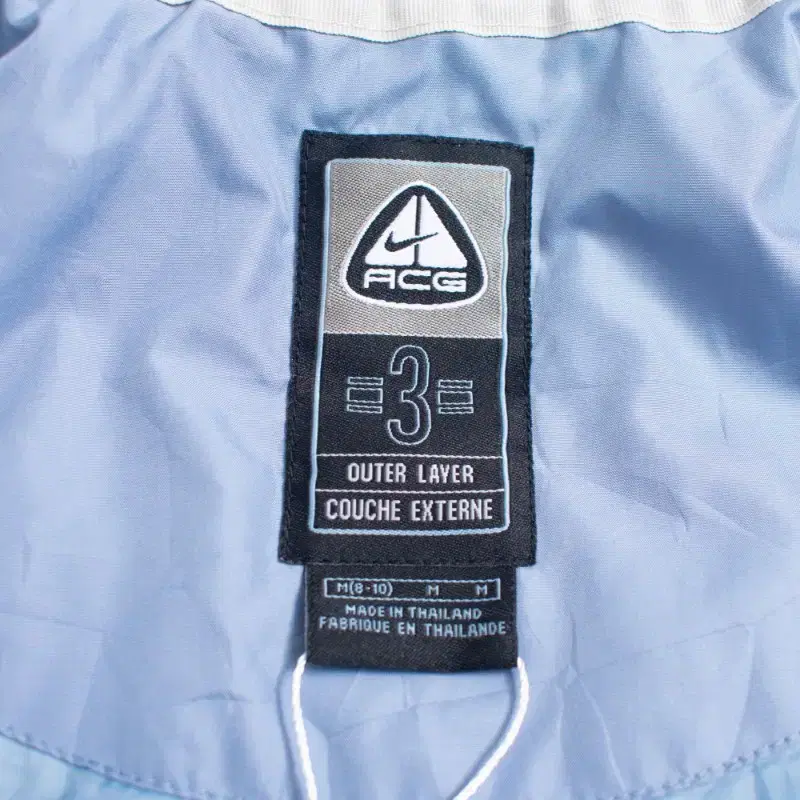 ACG
3
OUTER LAYER
COUCHE EXTERNE
M(8-10) M M
MADE IN THAILAND
FABRIQUE EN THAILANDE